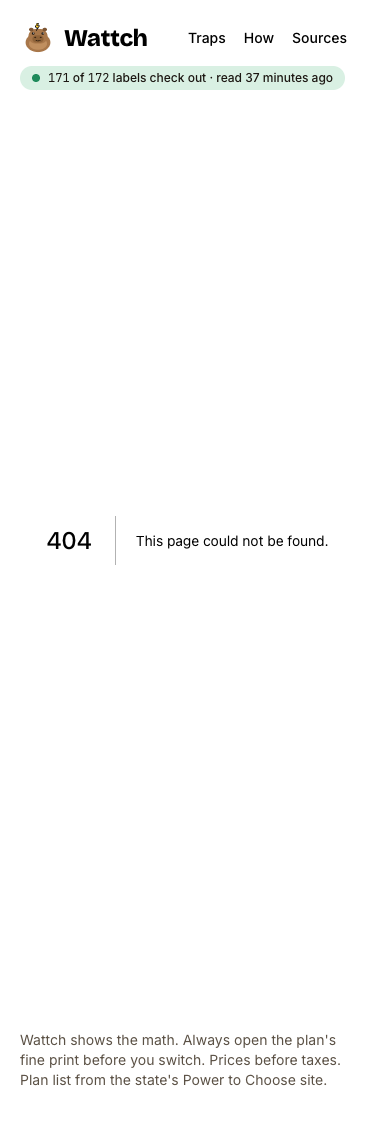 Wattch
Traps How Sources
171 of 172 labels check out · read 37 minutes ago
404
This page could not be found.
Wattch shows the math. Always open the plan's
fine print before you switch. Prices before taxes.
Plan list from the state's Power to Choose site.